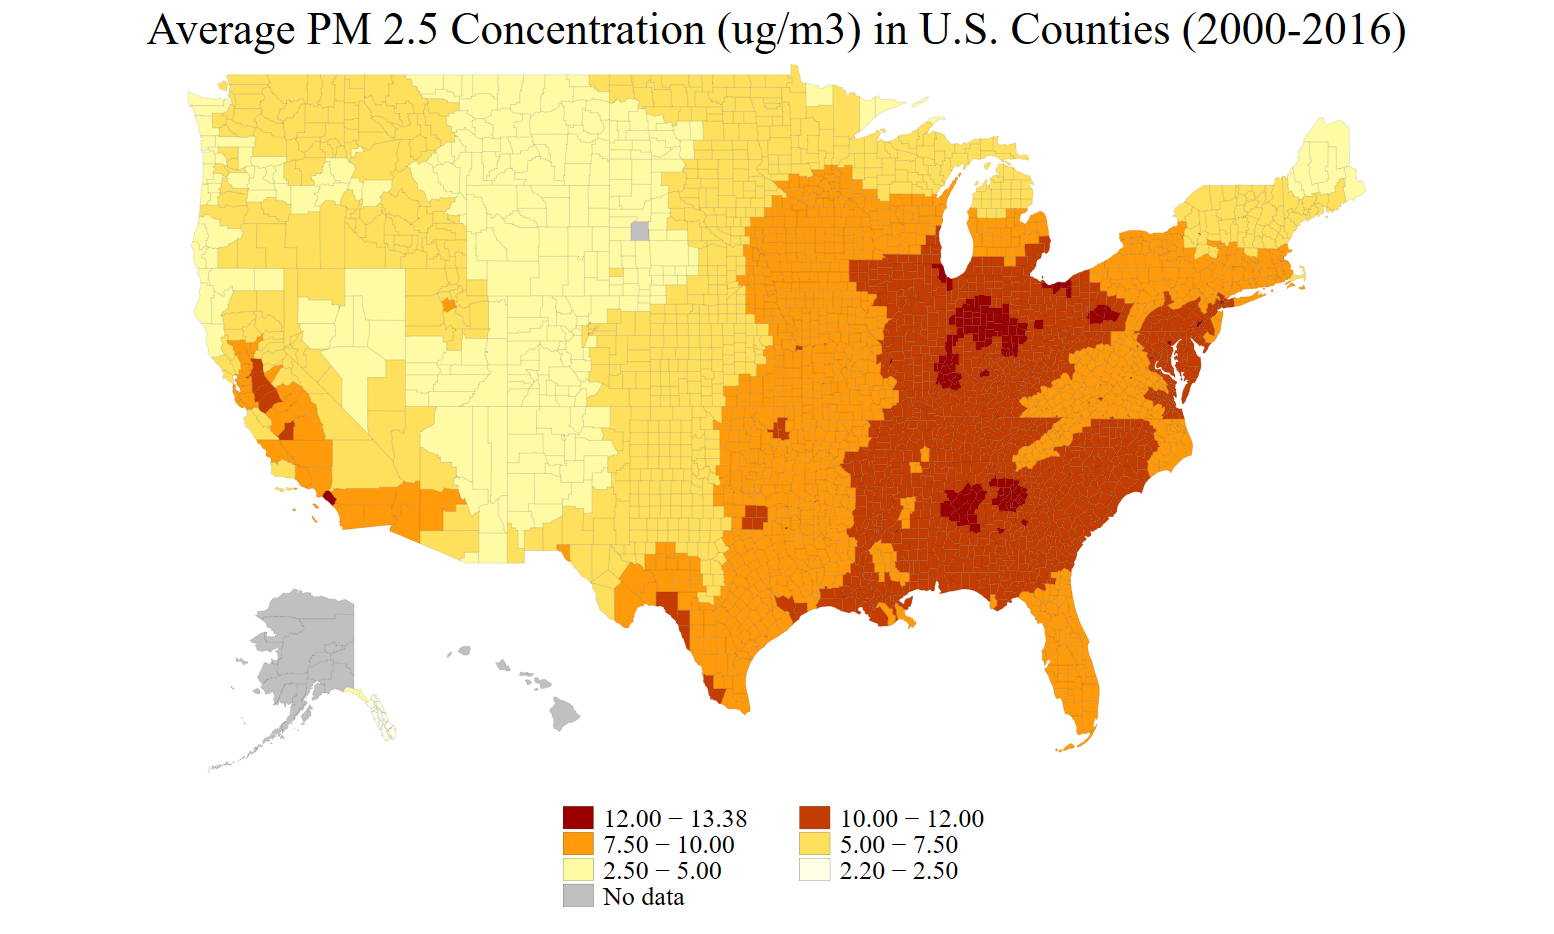 Average PM 2.5 Concentration (ug/m3) in U.S. Counties (2000-2016)
12.00 − 13.38 10.00 − 12.00
7.50 − 10.00 5.00 − 7.50
2.50 − 5.00 2.20 − 2.50
No data